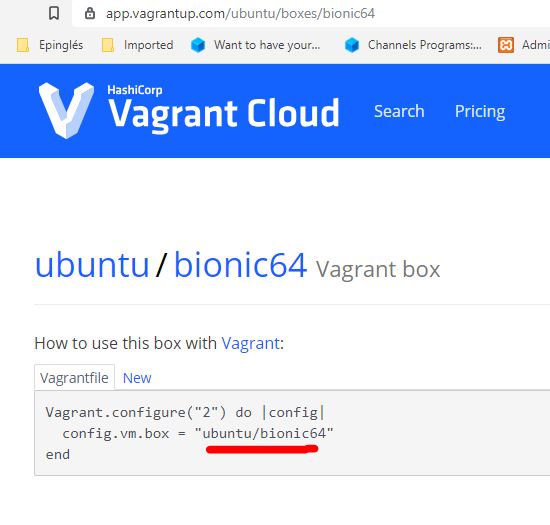 app.vagrantup.com/ubuntu/boxes/bionic64
Epinglés Imported Want to have your... Channels Programs:... Admi
HashiCorp
Vagrant Cloud Search Pricing
ubuntu/bionic64 Vagrant box
How to use this box with Vagrant:
Vagrantfile New
Vagrant.configure("2") do |config|
  config.vm.box = "ubuntu/bionic64"
end